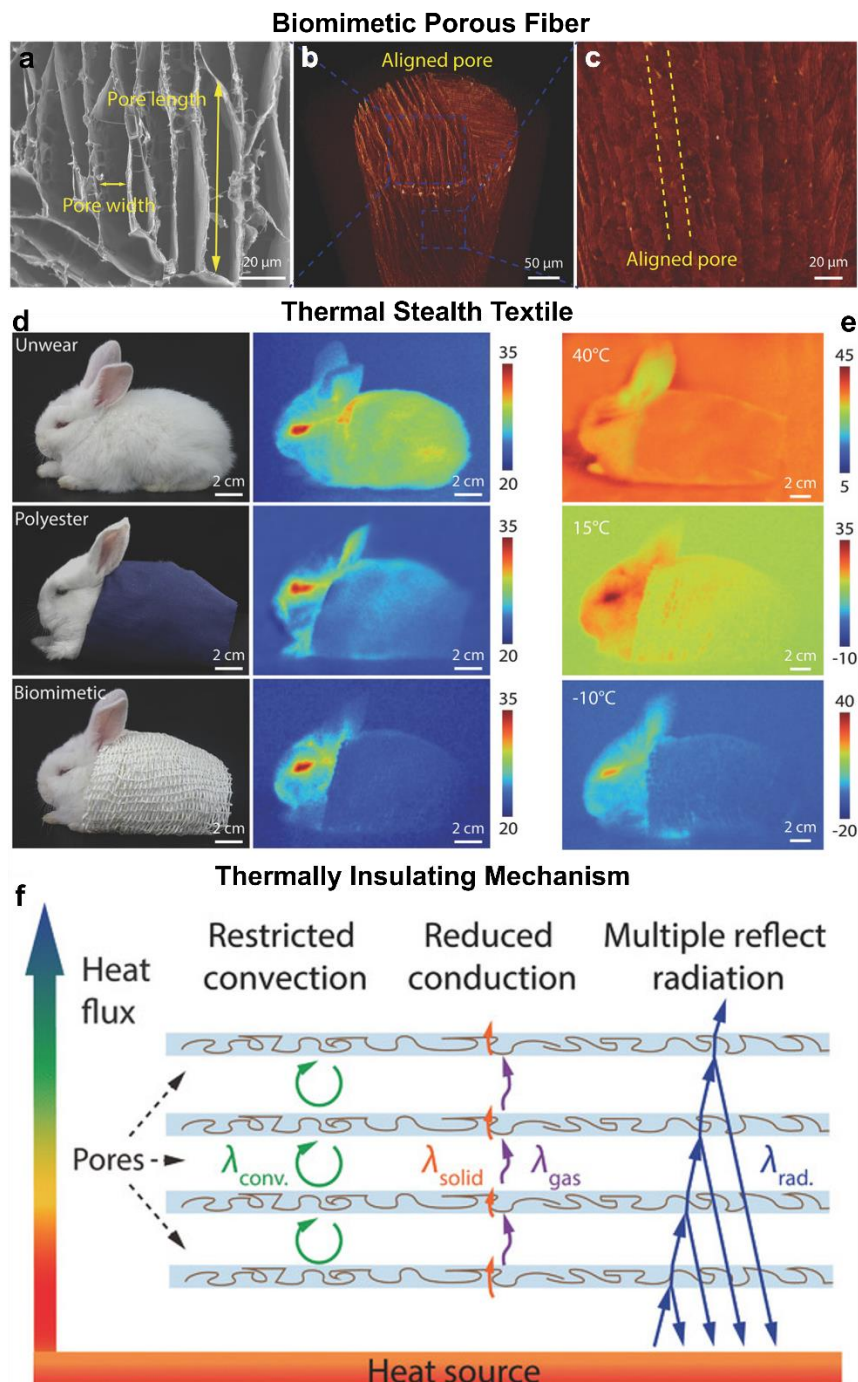 Biomimetic Porous Fiber
a
Pore length
Pore width
20 µm
b
Aligned pore
50 µm
c
Aligned pore
20 µm
Thermal Stealth Textile
d
Unwear
2 cm
35
2 cm
20
Polyester
2 cm
35
2 cm
20
Biomimetic
2 cm
35
2 cm
20
e
40°C
45
2 cm
5
15°C
35
2 cm
-10
-10°C
40
2 cm
-20
Thermally Insulating Mechanism
f
Heat
flux
Restricted
convection
Reduced
conduction
Multiple reflect
radiation
Pores
λconv.
λsolid
λgas
λrad.
Heat source